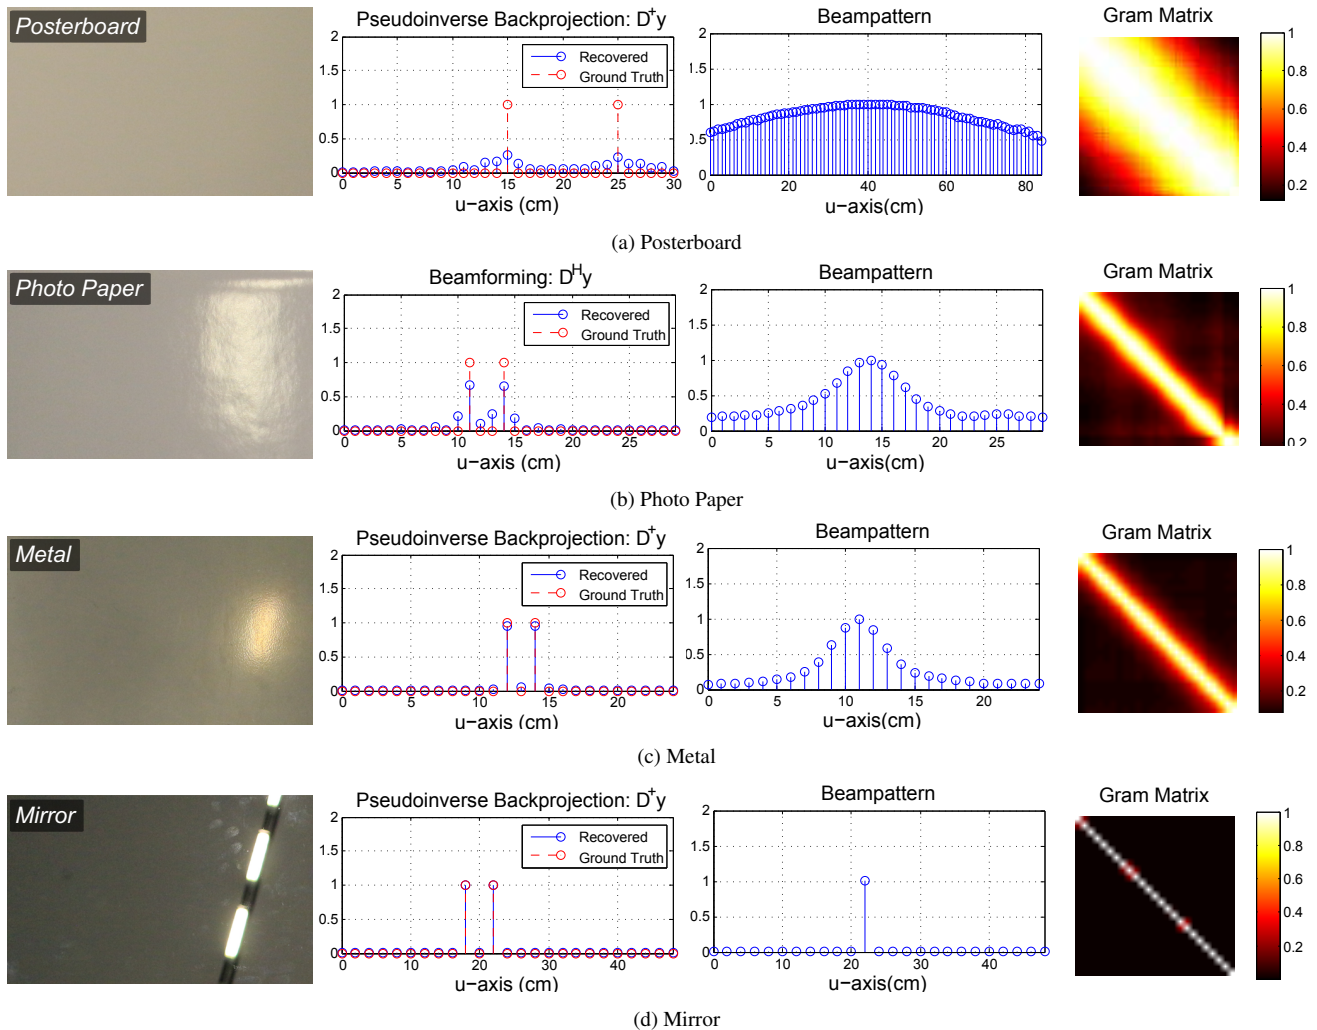 Posterboard
Pseudoinverse Backprojection: D⁺y
2
1.5
1
0.5
0
0 5 10 15 20 25 30
u−axis (cm)
Recovered
Ground Truth
Beampattern
2
1.5
1
.5
0
0 20 40 60 80
u−axis(cm)
Gram Matrix
1
0.8
0.6
0.4
0.2
(a) Posterboard
Photo Paper
Beamforming: Dᴴy
2
1.5
1
0.5
0
0 5 10 15 20 25
u−axis (cm)
Recovered
Ground Truth
Beampattern
2
1.5
1
0.5
0
0 5 10 15 20 25
u−axis(cm)
Gram Matrix
1
0.8
0.6
0.4
0.2
(b) Photo Paper
Metal
Pseudoinverse Backprojection: D⁺y
2
1.5
1
0.5
0
0 5 10 15 20
u−axis (cm)
Recovered
Ground Truth
Beampattern
2
1.5
1
0.5
0
0 5 10 15 20
u−axis(cm)
Gram Matrix
1
0.8
0.6
0.4
0.2
(c) Metal
Mirror
Pseudoinverse Backprojection: D⁺y
2
1.5
1
0.5
0
0 10 20 30 40
u−axis (cm)
Recovered
Ground Truth
Beampattern
2
1.5
1
0.5
0
0 10 20 30 40
u−axis(cm)
Gram Matrix
1
0.8
0.6
0.4
0.2
(d) Mirror